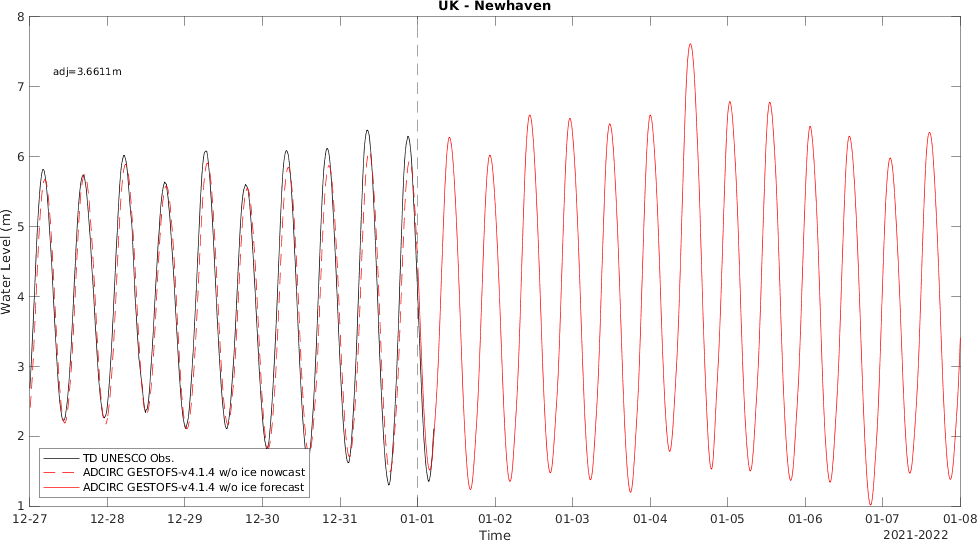 UK - Newhaven
8
7
6
5
4
3
2
1
Water Level (m)
adj=3.6611m
TD UNESCO Obs.
ADCIRC GESTOFS-v4.1.4 w/o ice nowcast
ADCIRC GESTOFS-v4.1.4 w/o ice forecast
12-27 12-28 12-29 12-30 12-31 01-01 01-02 01-03 01-04 01-05 01-06 01-07 01-08
Time
2021-2022